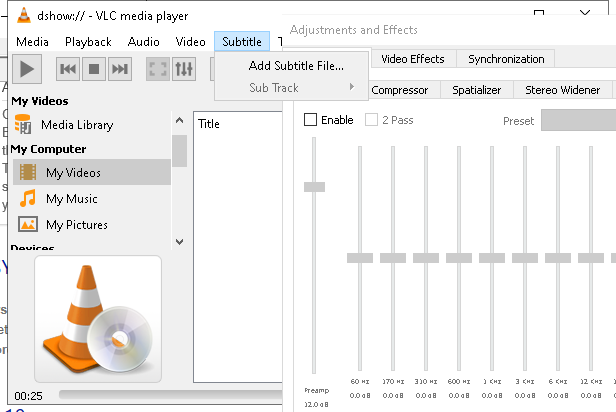 dshow:// - VLC media player
Media Playback Audio Video Subtitle T
Adjustments and Effects
Add Subtitle File...
Sub Track
Video Effects Synchronization
Compressor Spatializer Stereo Widener
My Videos
Media Library
My Computer
My Videos
My Music
My Pictures
Devices
Title
Enable 2 Pass Preset
60 Hz 170 Hz 310 Hz 600 Hz 1 KHz 3 KHz 6 KHz 12 KHz
Preamp 0.0 dB 0.0 dB 0.0 dB 0.0 dB 0.0 dB 0.0 dB 0.0 dB 0.0 dB
12.0 dB
00:25